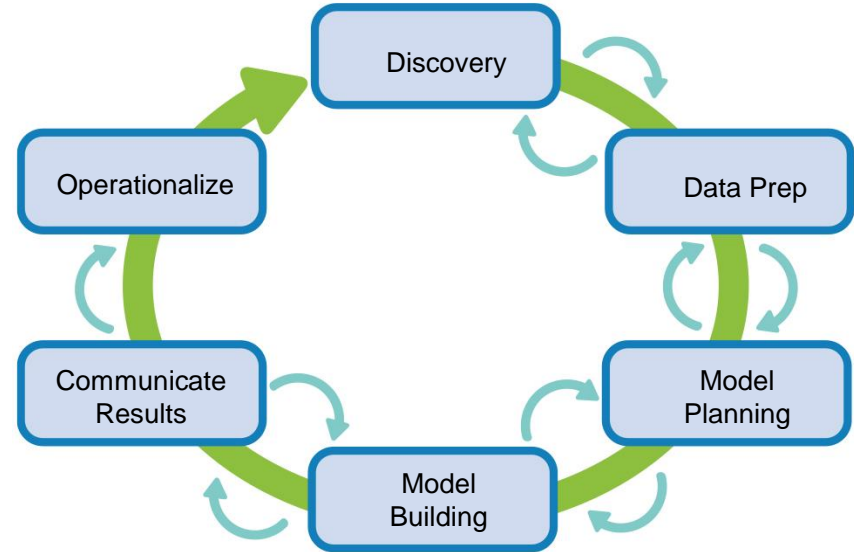 Discovery
Data Prep
Model
Planning
Model
Building
Communicate
Results
Operationalize